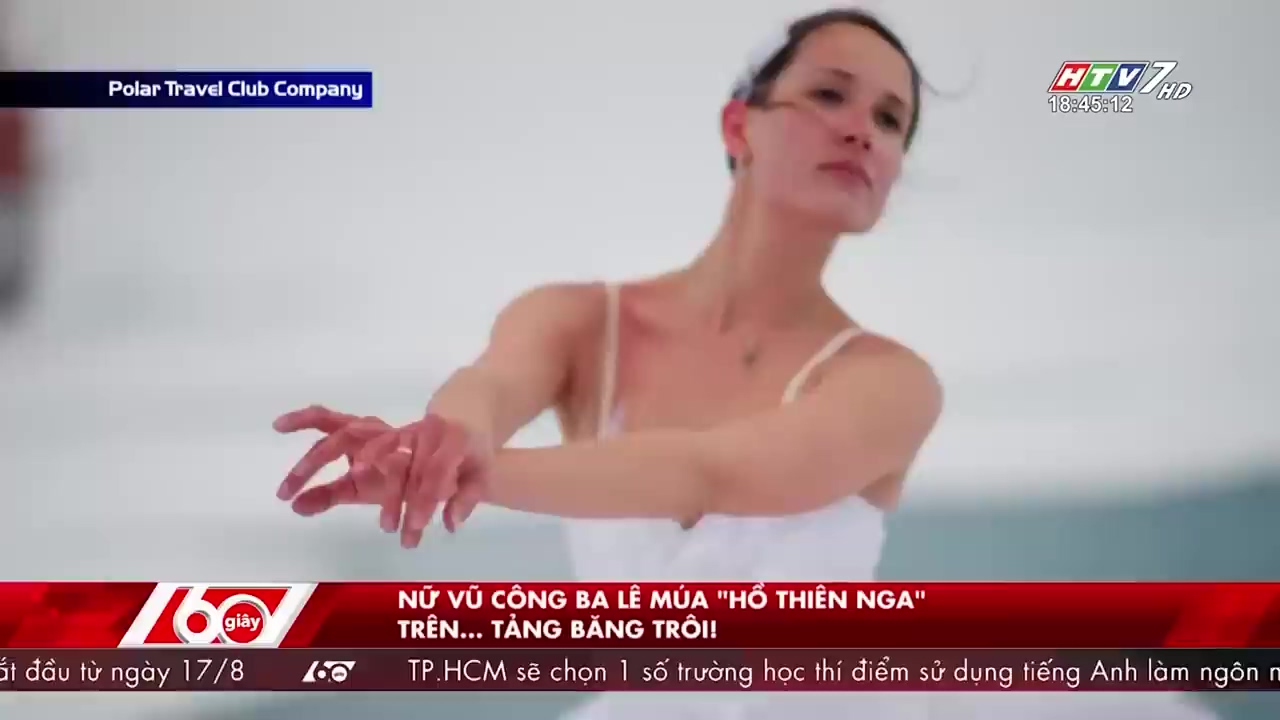 Polar Travel Club Company
HTV7 HD
18:45:12
60 giây
NỮ VŨ CÔNG BA LÊ MÚA "HỒ THIÊN NGA"
TRÊN... TẢNG BĂNG TRÔI!
ắt đầu từ ngày 17/8 60 giây TP.HCM sẽ chọn 1 số trường học thí điểm sử dụng tiếng Anh làm ngôn n